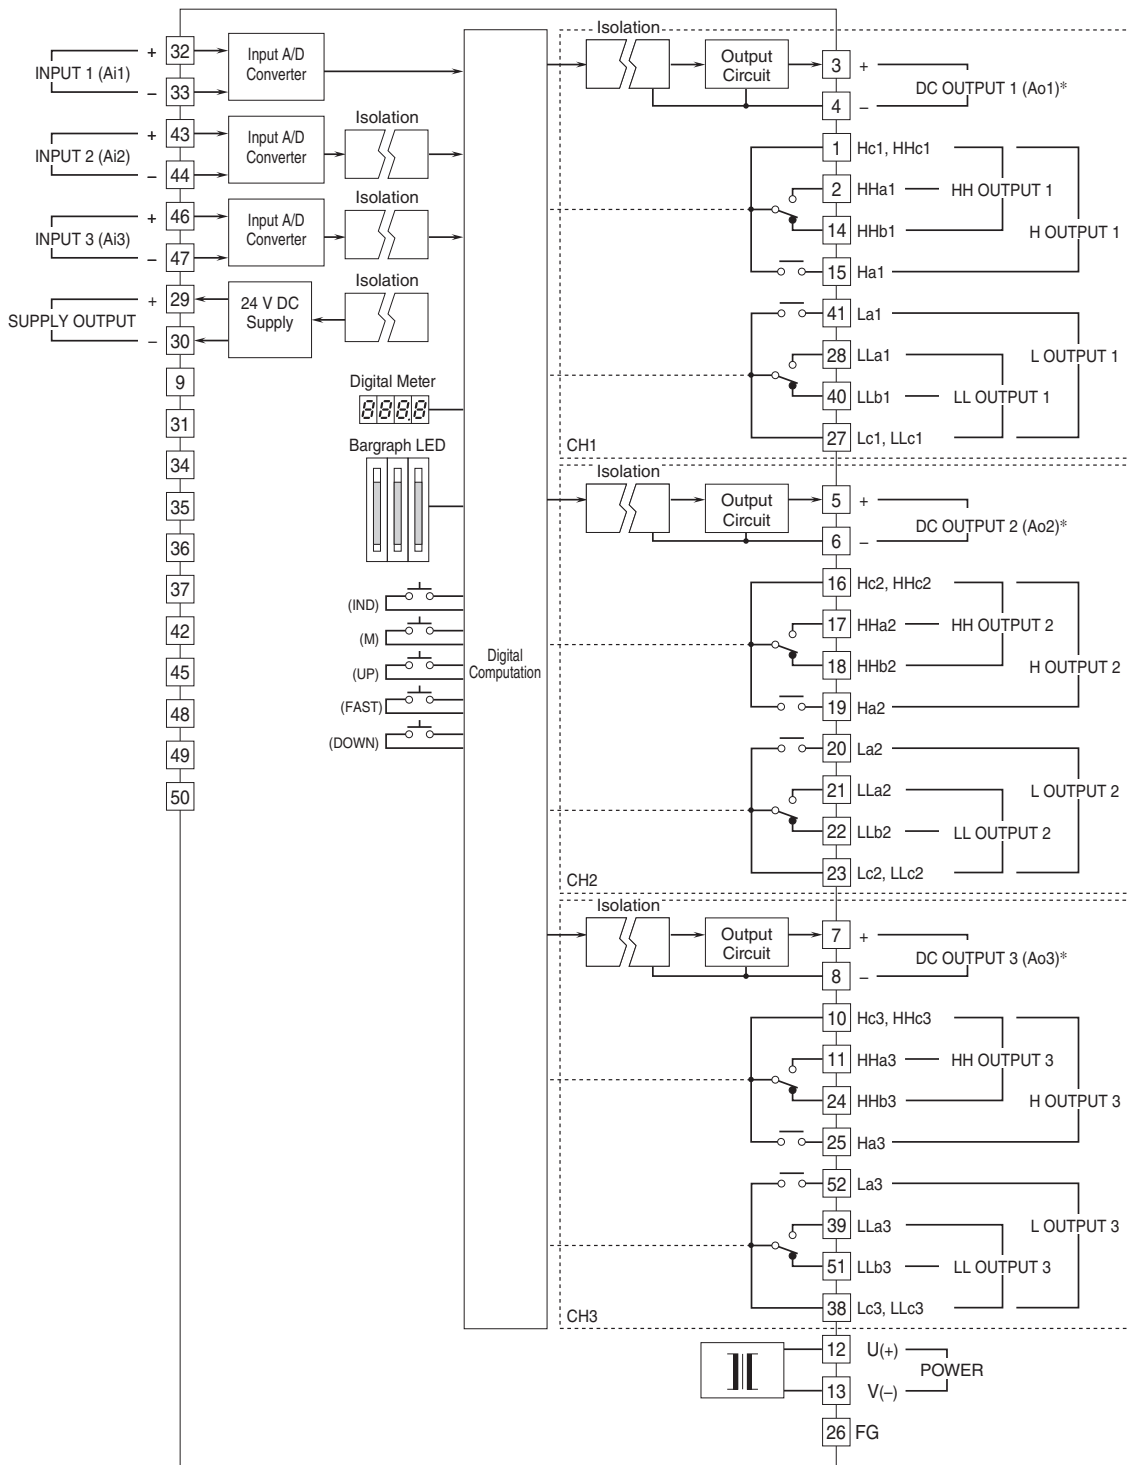 32
+
INPUT 1 (Ai1)
–
33
Input A/D
Converter
43
+
INPUT 2 (Ai2)
–
44
Input A/D
Converter
Isolation
46
+
INPUT 3 (Ai3)
–
47
Input A/D
Converter
Isolation
29
+
SUPPLY OUTPUT
–
30
24 V DC
Supply
Isolation
9
31
34
35
36
37
42
45
48
49
50
Digital Meter
888.8
Bargraph LED
(IND)
(M)
(UP)
(FAST)
(DOWN)
Digital
Computation
Isolation
Output
Circuit
3 +
DC OUTPUT 1 (Ao1)*
4 –
1 Hc1, HHc1
2 HHa1
HH OUTPUT 1
14 HHb1
H OUTPUT 1
15 Ha1
41 La1
28 LLa1
L OUTPUT 1
40 LLb1
LL OUTPUT 1
27 Lc1, LLc1
CH1
Isolation
Output
Circuit
5 +
DC OUTPUT 2 (Ao2)*
6 –
16 Hc2, HHc2
17 HHa2
HH OUTPUT 2
18 HHb2
H OUTPUT 2
19 Ha2
20 La2
21 LLa2
L OUTPUT 2
22 LLb2
LL OUTPUT 2
23 Lc2, LLc2
CH2
Isolation
Output
Circuit
7 +
DC OUTPUT 3 (Ao3)*
8 –
10 Hc3, HHc3
11 HHa3
HH OUTPUT 3
24 HHb3
H OUTPUT 3
25 Ha3
52 La3
39 LLa3
L OUTPUT 3
51 LLb3
LL OUTPUT 3
38 Lc3, LLc3
CH3
12 U(+)
POWER
13 V(–)
26 FG